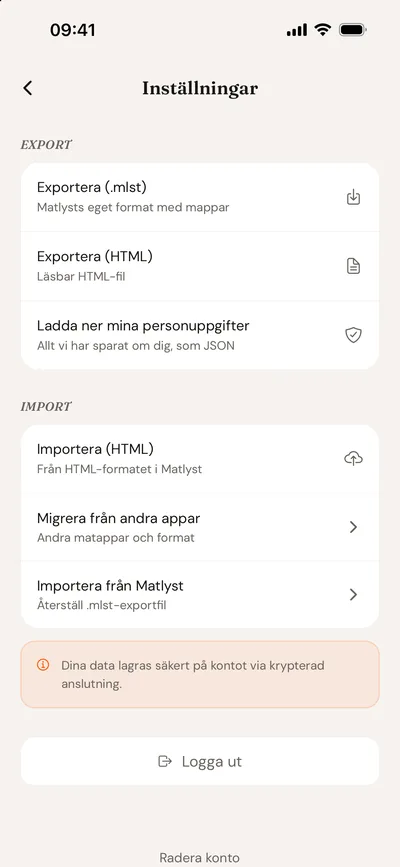 09:41
Inställningar
EXPORT
Exportera (.mlst)
Matlysts eget format med mappar
Exportera (HTML)
Läsbar HTML-fil
Ladda ner mina personuppgifter
Allt vi har sparat om dig, som JSON
IMPORT
Importera (HTML)
Från HTML-formatet i Matlyst
Migrera från andra appar
Andra matappar och format
Importera från Matlyst
Återställ .mlst-exportfil
Dina data lagras säkert på kontot via krypterad
anslutning.
Logga ut
Radera konto